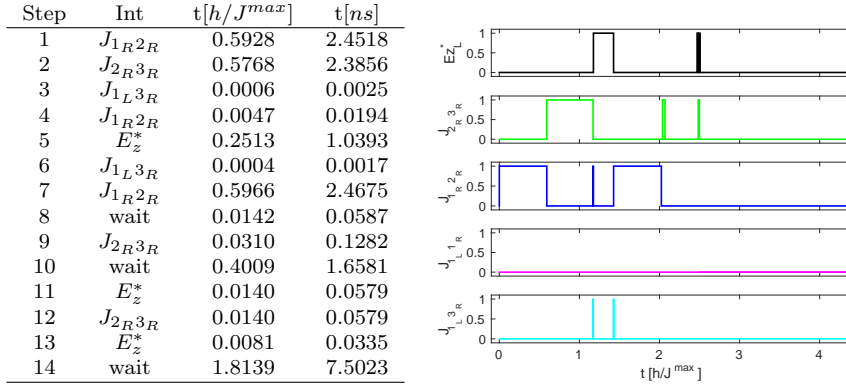 Step Int t[h/J^max] t[ns]
1 J_{1_R 2_R} 0.5928 2.4518
2 J_{2_R 3_R} 0.5768 2.3856
3 J_{1_L 3_R} 0.0006 0.0025
4 J_{1_R 2_R} 0.0047 0.0194
5 E_z^* 0.2513 1.0393
6 J_{1_L 3_R} 0.0004 0.0017
7 J_{1_R 2_R} 0.5966 2.4675
8 wait 0.0142 0.0587
9 J_{2_R 3_R} 0.0310 0.1282
10 wait 0.4009 1.6581
11 E_z^* 0.0140 0.0579
12 J_{2_R 3_R} 0.0140 0.0579
13 E_z^* 0.0081 0.0335
14 wait 1.8139 7.5023
Ez_L^*
1
0.5
0
J_{2_R 3_R}
1
0.5
0
J_{1_R 2_R}
1
0.5
0
J_{1_L 1_R}
1
0.5
0
J_{1_L 3_R}
1
0.5
0
0 1 2 3 4
t [h/J^max]